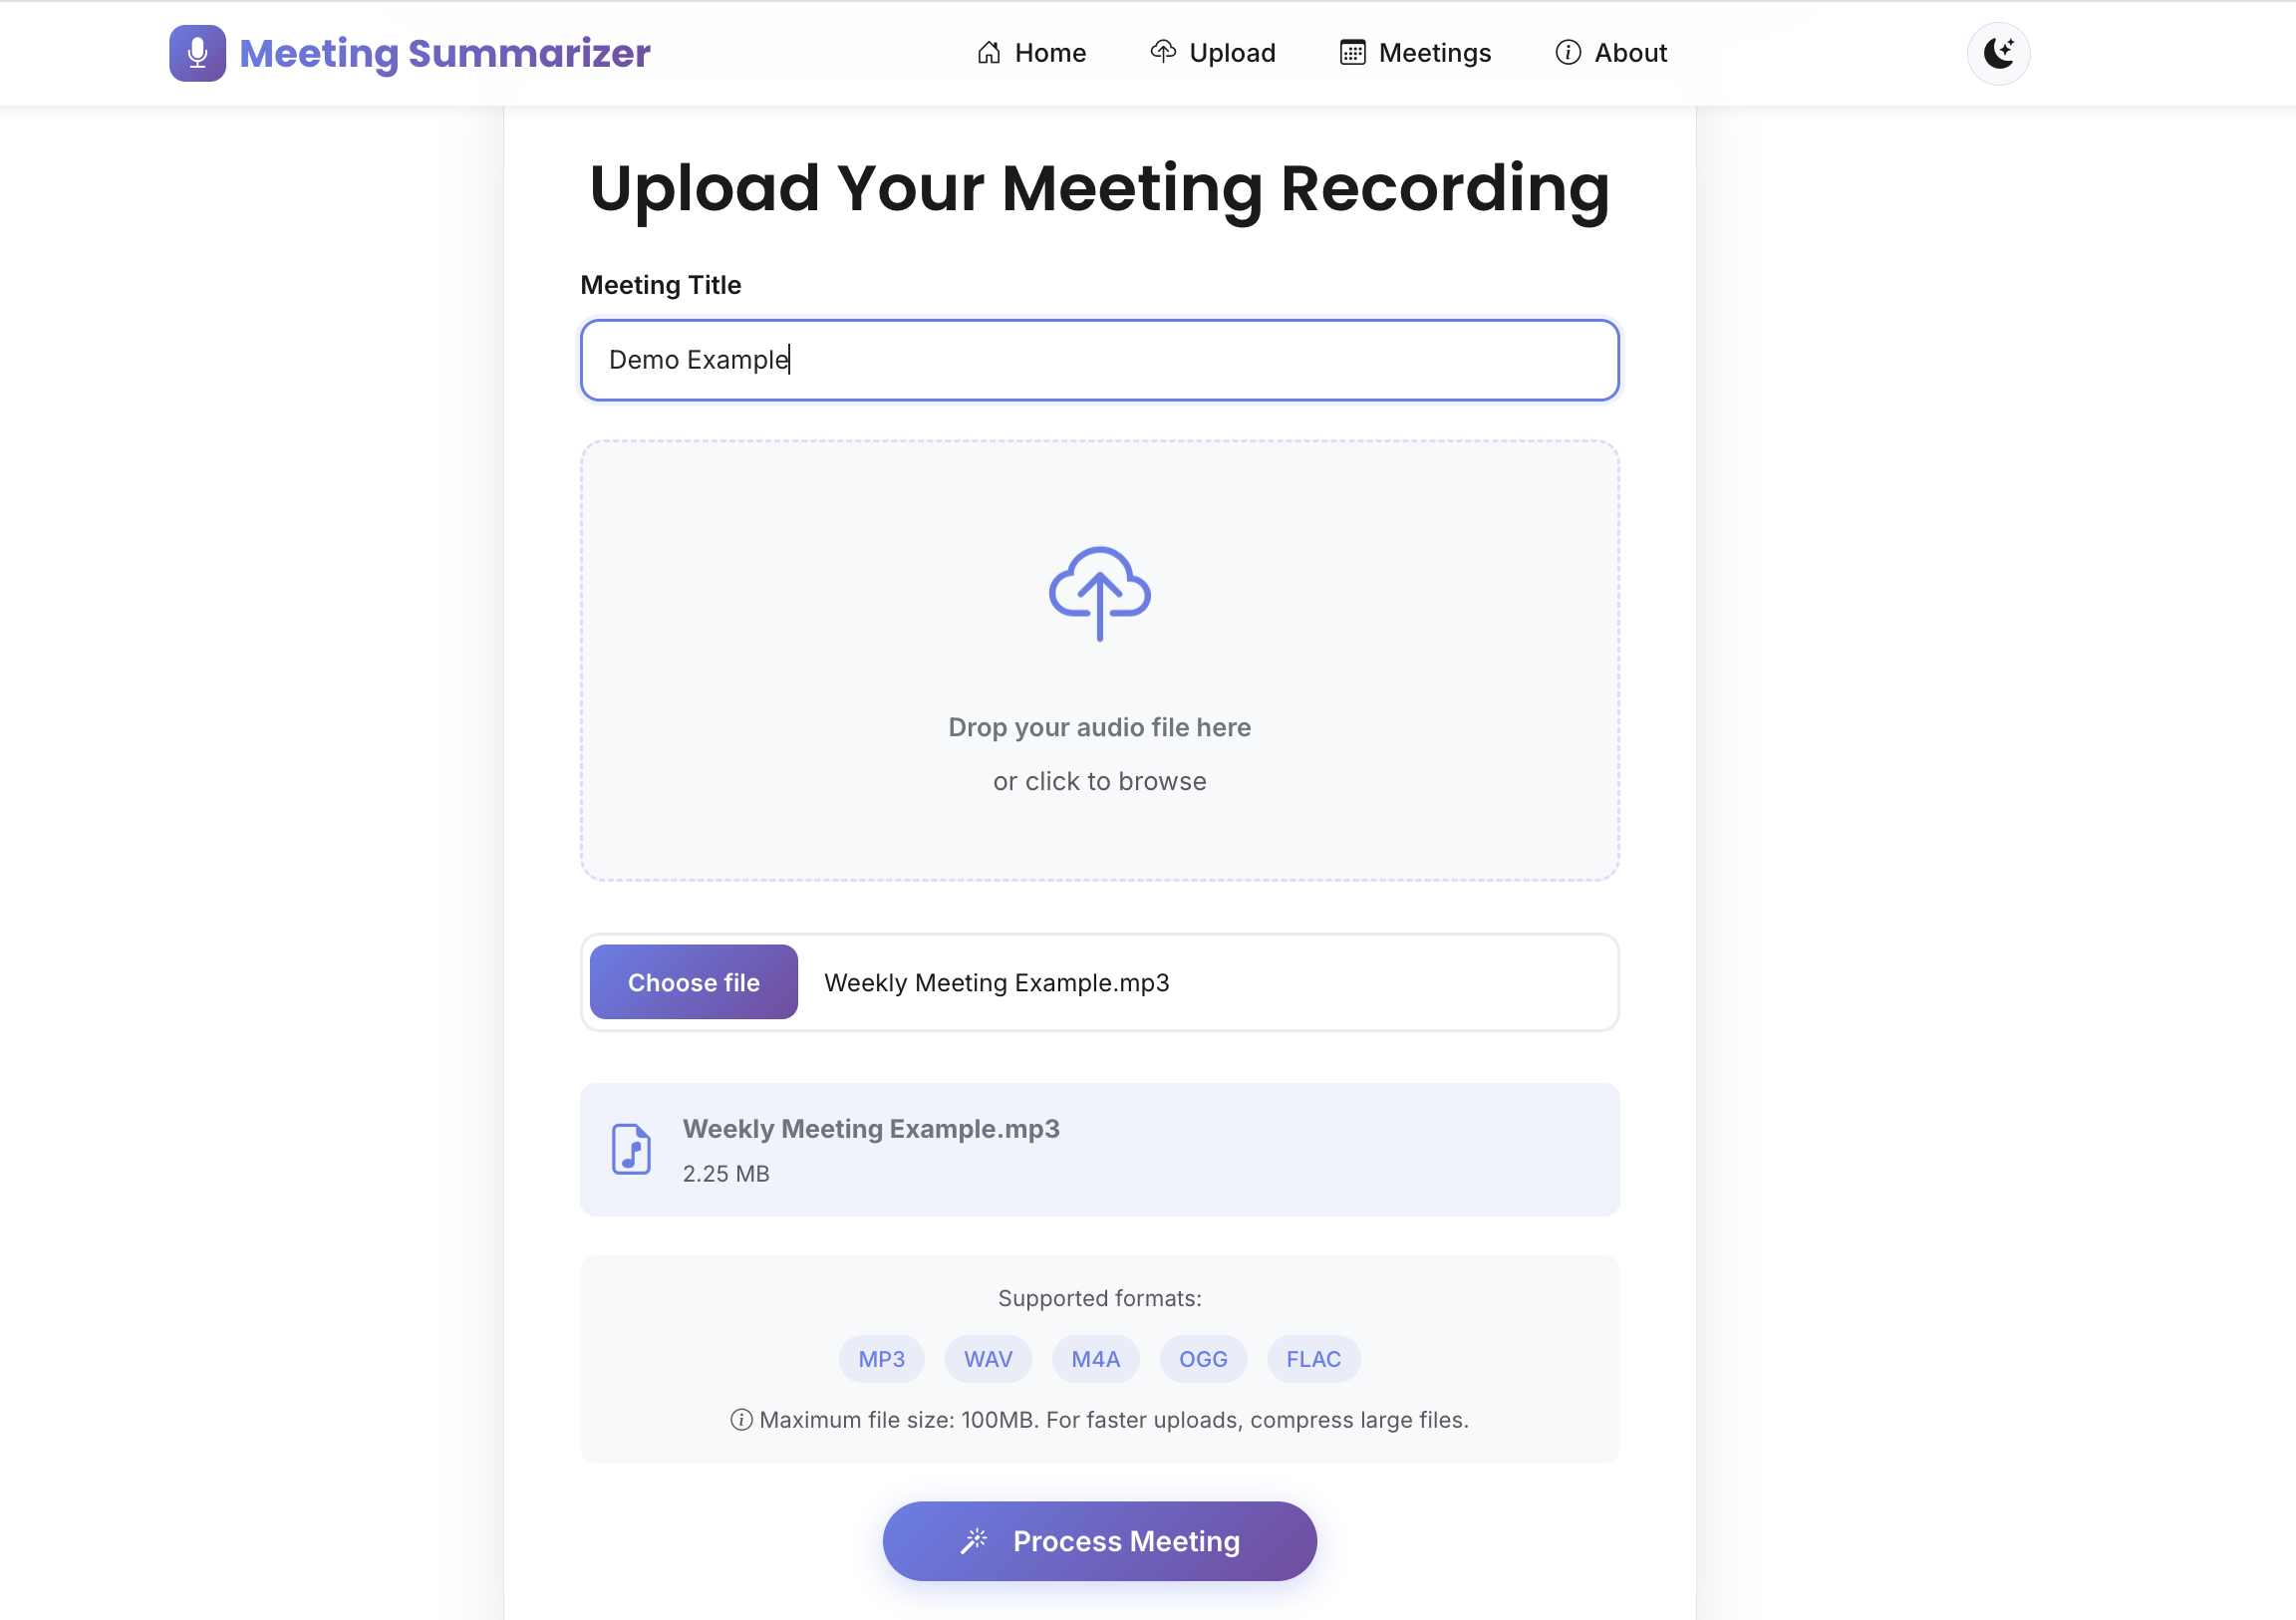 Meeting Summarizer
Home
Upload
Meetings
About
Upload Your Meeting Recording
Meeting Title
Demo Example
Drop your audio file here
or click to browse
Choose file
Weekly Meeting Example.mp3
Weekly Meeting Example.mp3
2.25 MB
Supported formats:
MP3
WAV
M4A
OGG
FLAC
Maximum file size: 100MB. For faster uploads, compress large files.
Process Meeting